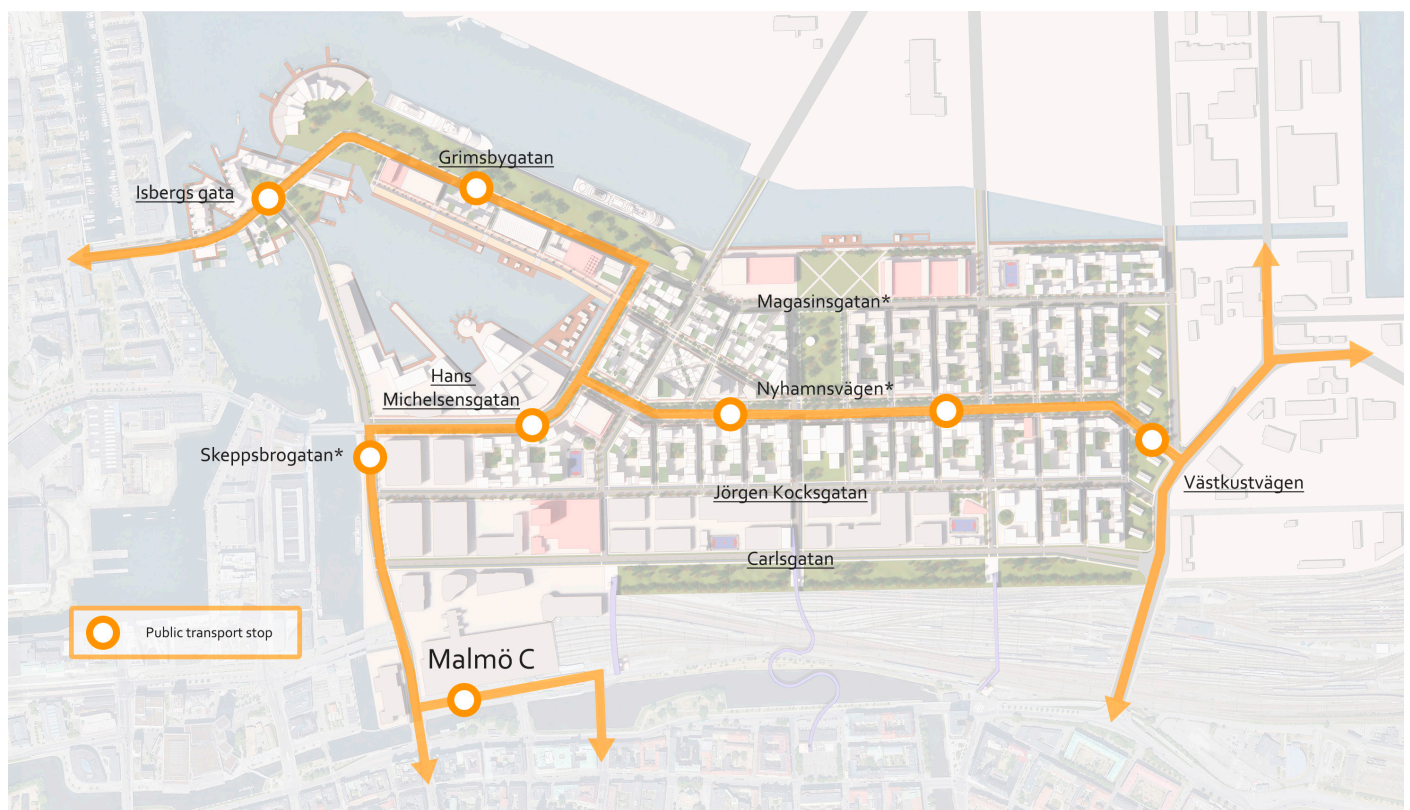 Grimsbygatan
Isbergs gata
Magasinsgatan*
Hans
Michelsensgatan
Nyhamnsvägen*
Skeppsbrogatan*
Västkustvägen
Jörgen Kocksgatan
Carlsgatan
Public transport stop
Malmö C